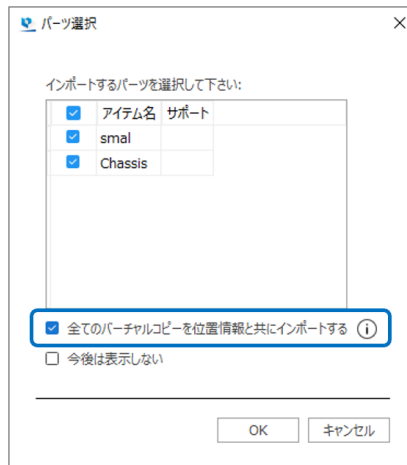 パーツ選択
インポートするパーツを選択して下さい:
アイテム名 サポート
smal
Chassis
全てのバーチャルコピーを位置情報と共にインポートする
今後は表示しない
OK キャンセル